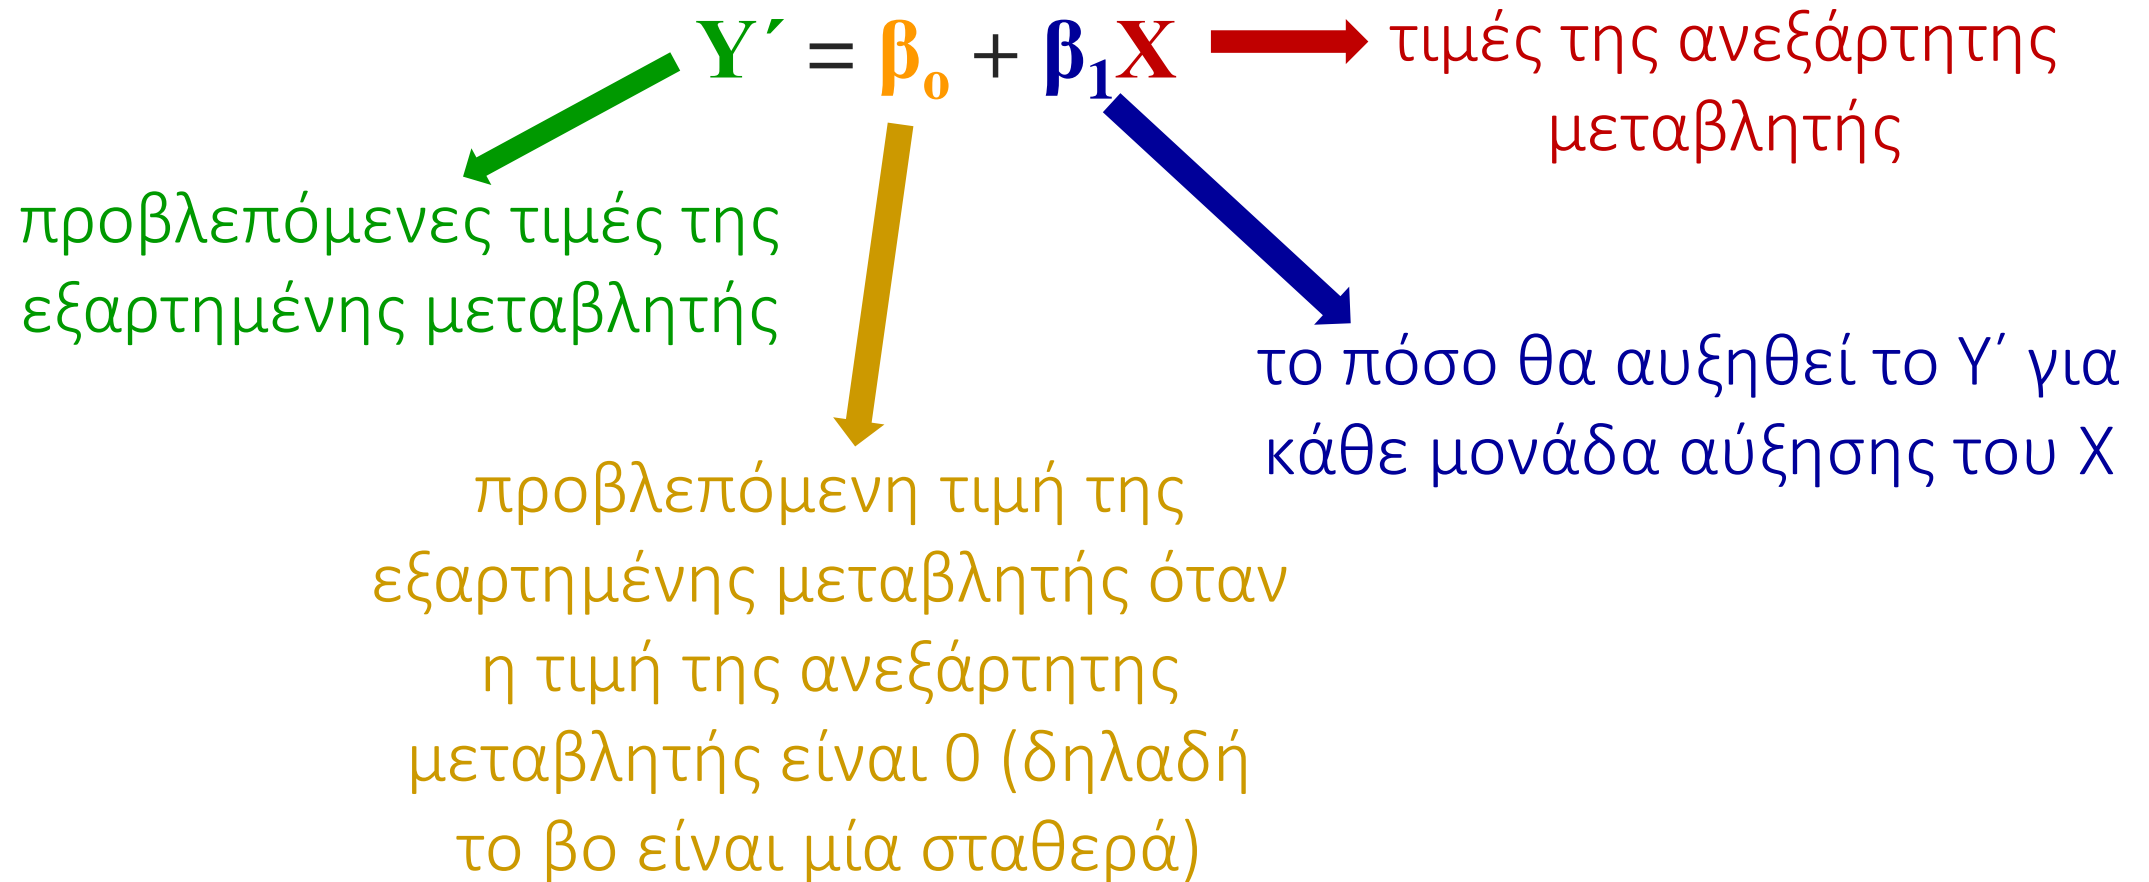 Υ΄ = βο + β1Χ
τιμές της ανεξάρτητης
μεταβλητής
προβλεπόμενες τιμές της
εξαρτημένης μεταβλητής
το πόσο θα αυξηθεί το Υ΄ για
κάθε μονάδα αύξησης του Χ
προβλεπόμενη τιμή της
εξαρτημένης μεταβλητής όταν
η τιμή της ανεξάρτητης
μεταβλητής είναι 0 (δηλαδή
το βο είναι μία σταθερά)